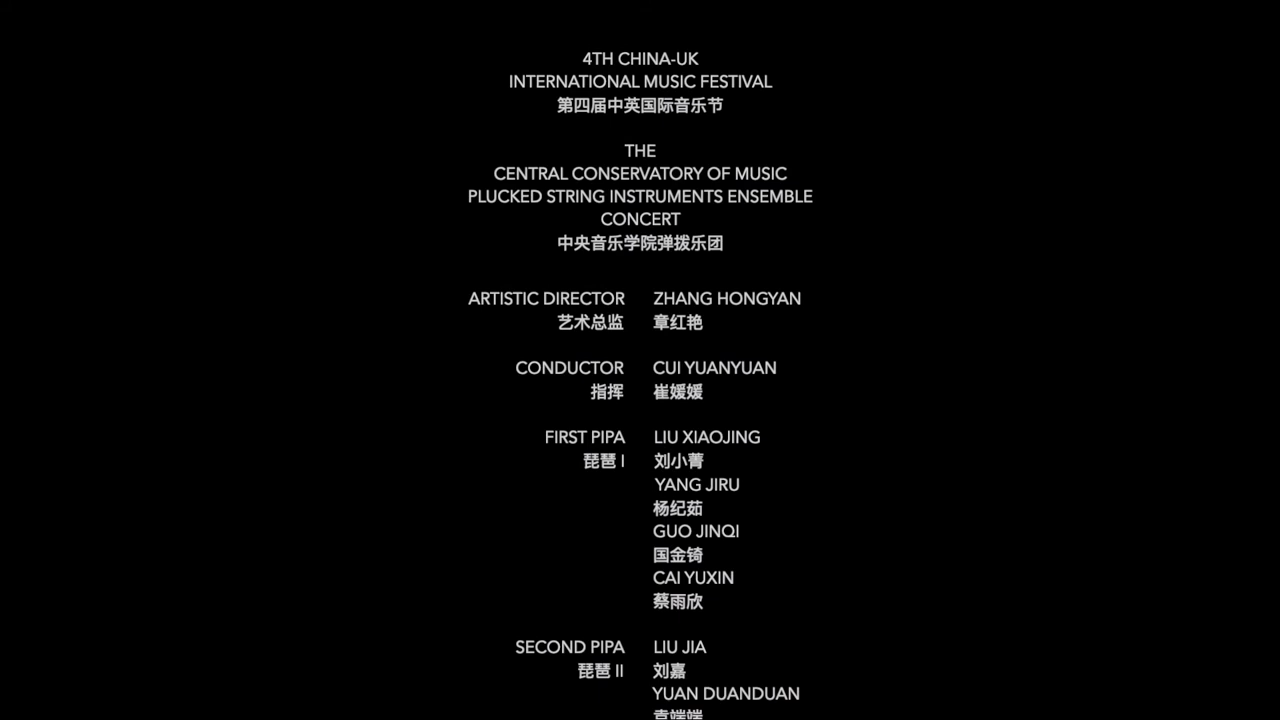 4TH CHINA-UK
INTERNATIONAL MUSIC FESTIVAL
第四届中英国际音乐节
THE
CENTRAL CONSERVATORY OF MUSIC
PLUCKED STRING INSTRUMENTS ENSEMBLE
CONCERT
中央音乐学院弹拨乐团
ARTISTIC DIRECTOR ZHANG HONGYAN
艺术总监 章红艳
CONDUCTOR CUI YUANYUAN
指挥 崔媛媛
FIRST PIPA LIU XIAOJING
琵琶 I 刘小菁
YANG JIRU
杨纪茹
GUO JINQI
国金锜
CAI YUXIN
蔡雨欣
SECOND PIPA LIU JIA
琵琶 II 刘嘉
YUAN DUANDUAN
袁端端